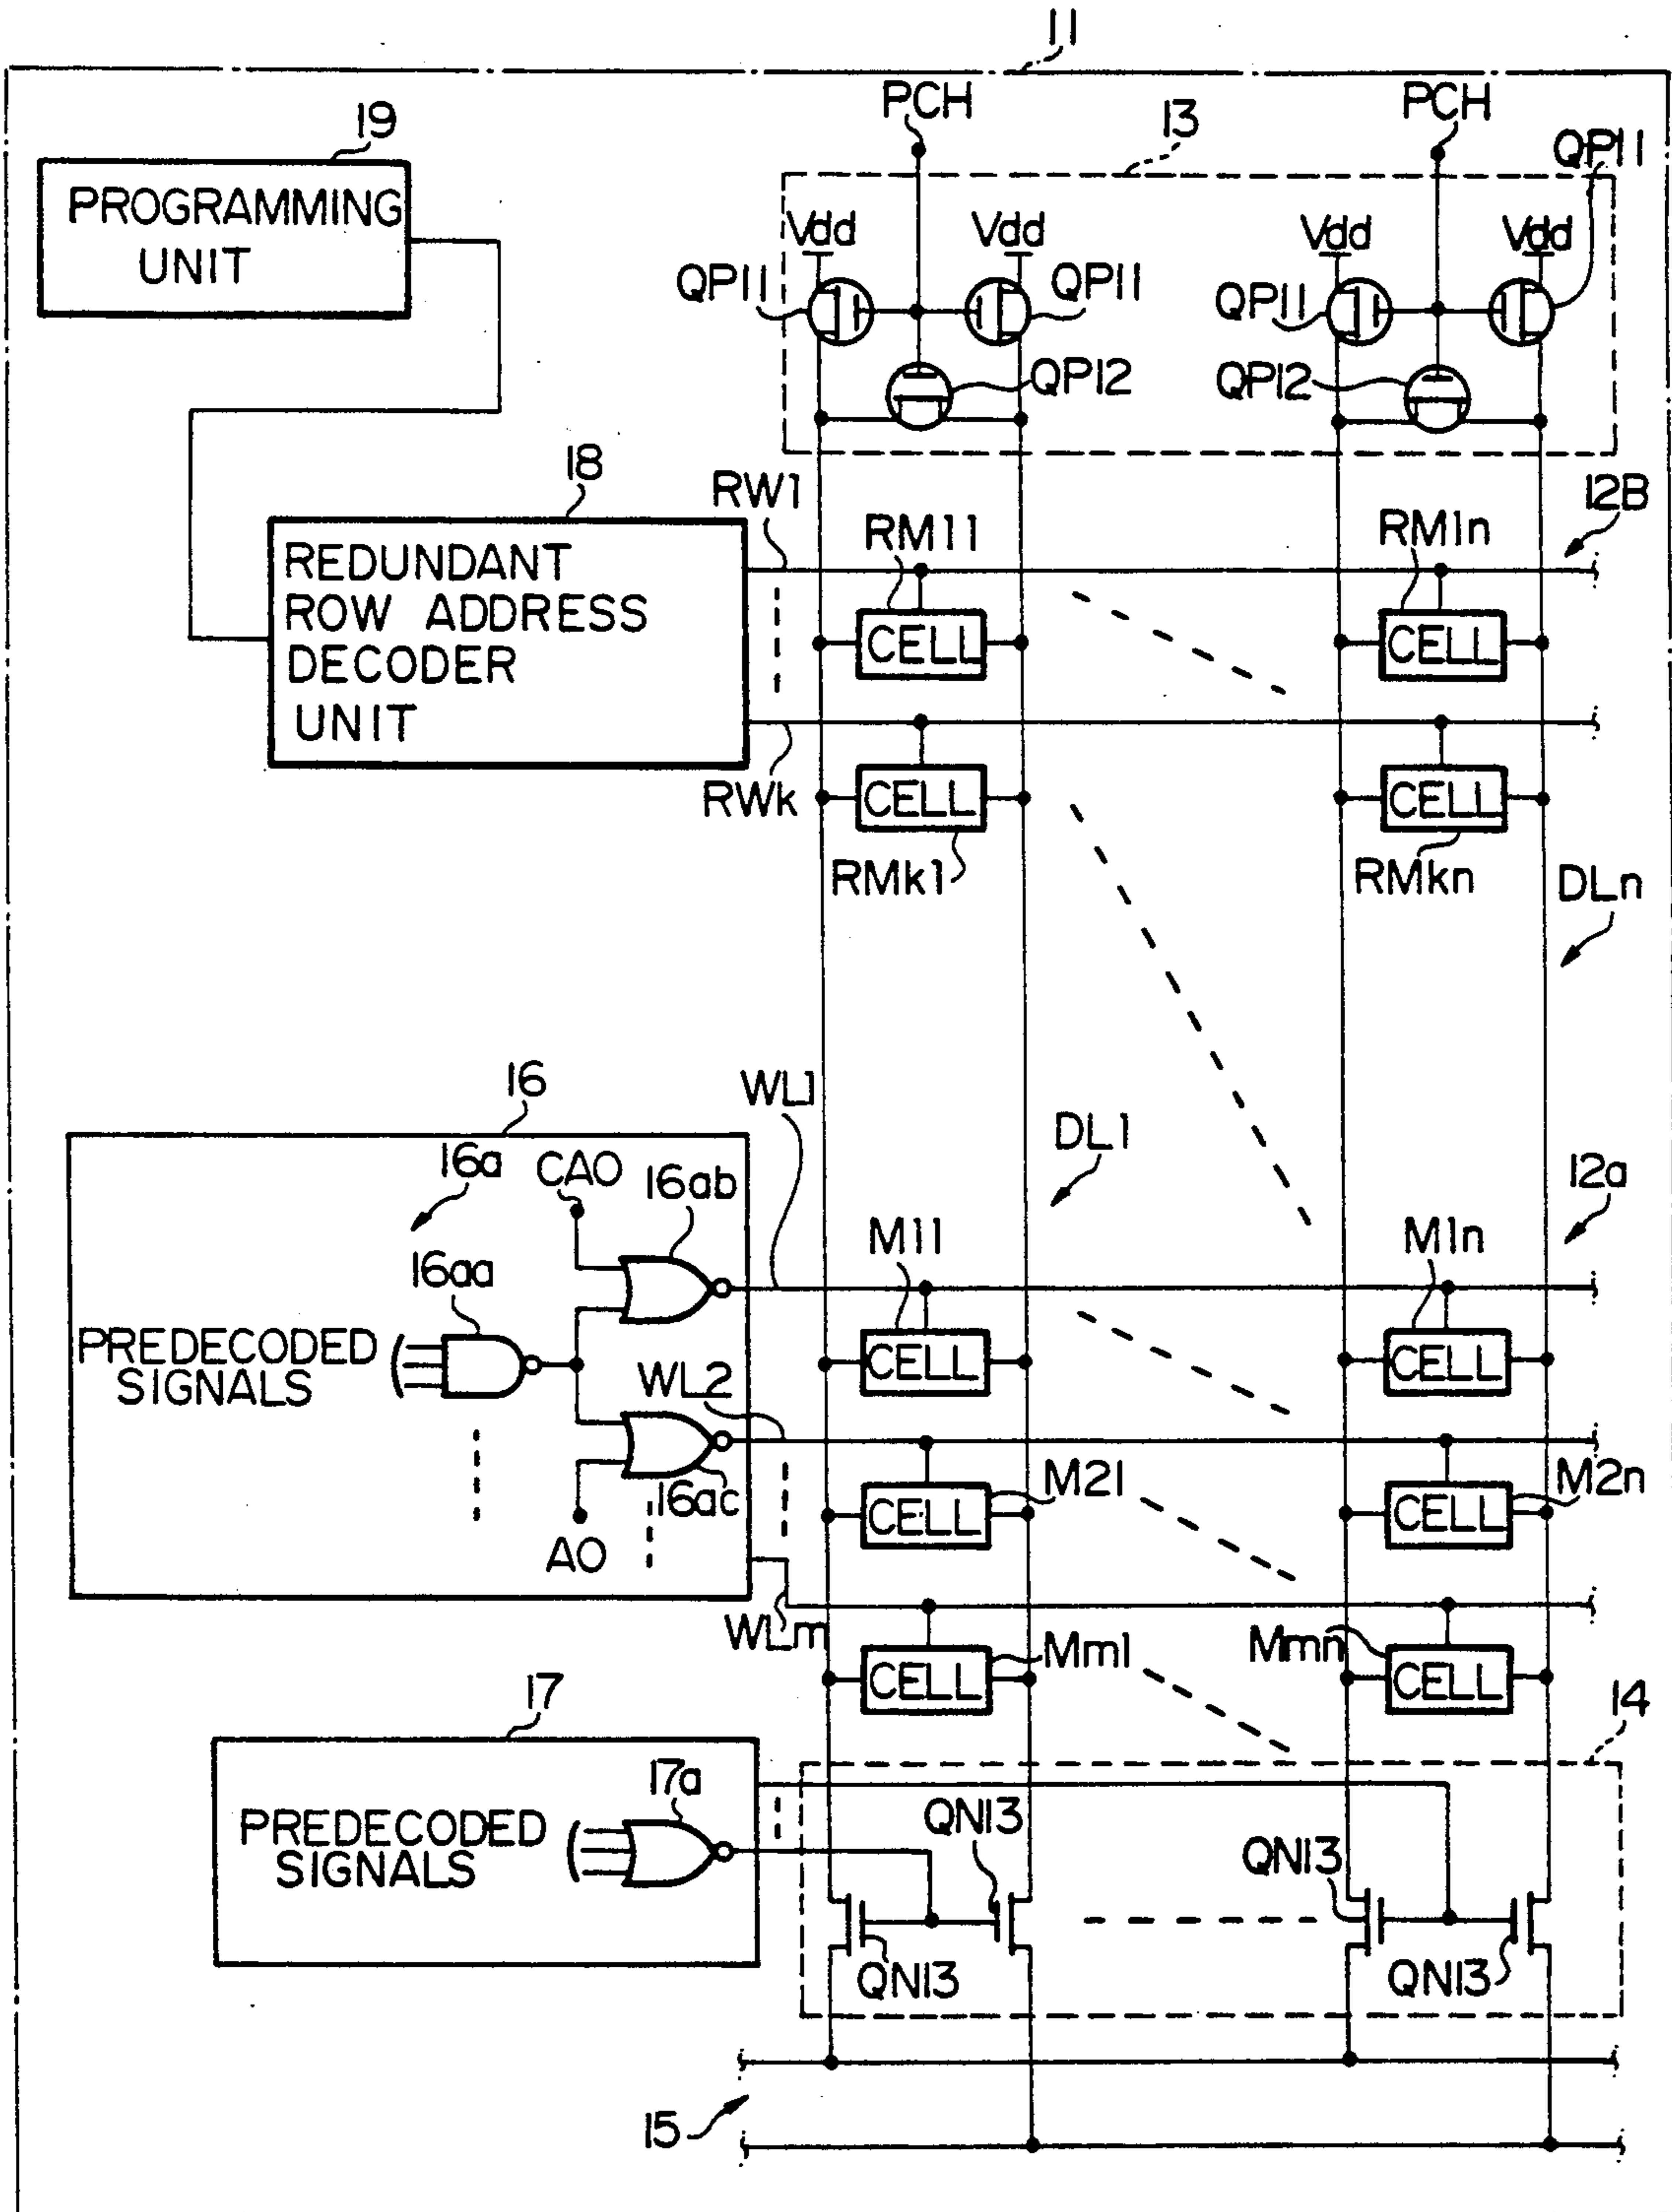 11
PCH
PCH
13
QP11
19
PROGRAMMING
UNIT
Vdd
Vdd
Vdd
Vdd
QP11
QP11
QP11
QP12
QP12
18
RW1
12B
RM11
RM1n
REDUNDANT
ROW ADDRESS
DECODER
UNIT
CELL
CELL
RWk
CELL
CELL
RMk1
RMkn
DLn
16
WL1
DL1
16a
CA0
16ab
12a
M11
M1n
16aa
PREDECODED
SIGNALS
CELL
CELL
WL2
M21
M2n
16ac
CELL
CELL
A0
WLm
Mm1
Mmn
CELL
CELL
17
14
17a
PREDECODED
SIGNALS
QN13
QN13
QN13
QN13
15